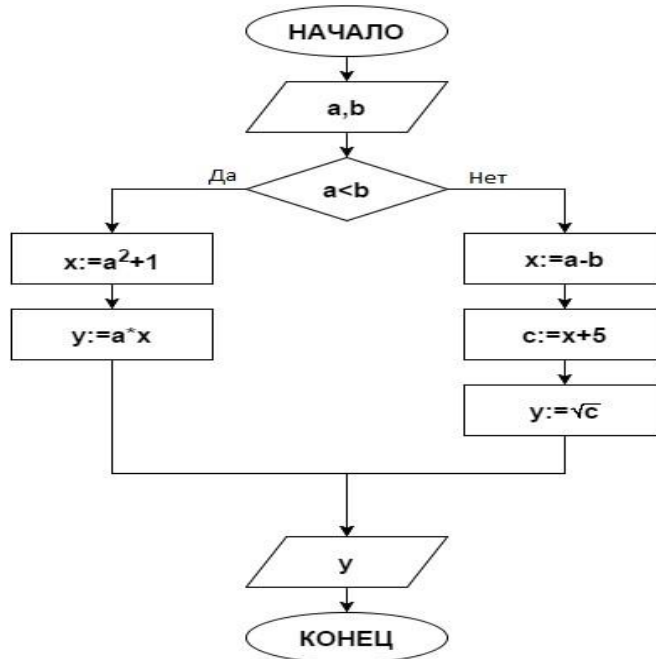 НАЧАЛО
a,b
a<b
Да
Нет
x:=a²+1
y:=a*x
x:=a-b
c:=x+5
y:=√c
y
КОНЕЦ